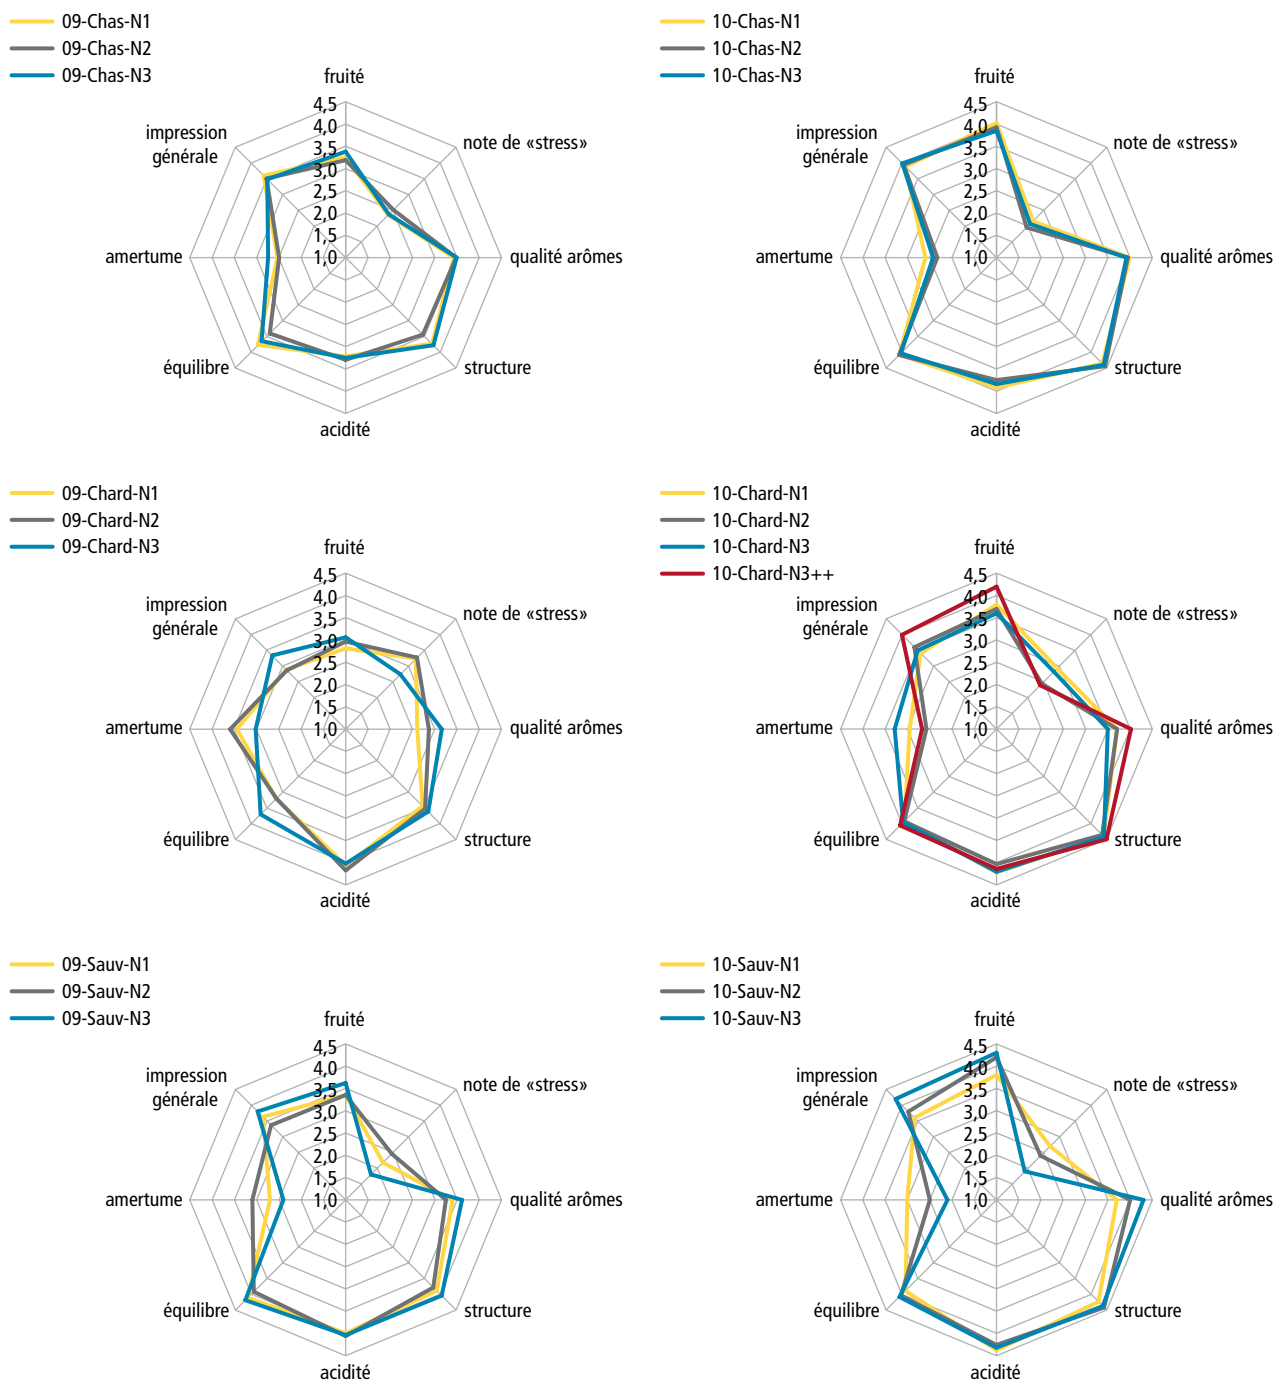 09-Chas-N1
09-Chas-N2
09-Chas-N3
fruité
note de «stress»
qualité arômes
structure
acidité
équilibre
amertume
impression
générale
4,5
4,0
3,5
3,0
2,5
2,0
1,5
1,0
10-Chas-N1
10-Chas-N2
10-Chas-N3
fruité
note de «stress»
qualité arômes
structure
acidité
équilibre
amertume
impression
générale
4,5
4,0
3,5
3,0
2,5
2,0
1,5
1,0
09-Chard-N1
09-Chard-N2
09-Chard-N3
fruité
note de «stress»
qualité arômes
structure
acidité
équilibre
amertume
impression
générale
4,5
4,0
3,5
3,0
2,5
2,0
1,5
1,0
10-Chard-N1
10-Chard-N2
10-Chard-N3
10-Chard-N3++
fruité
note de «stress»
qualité arômes
structure
acidité
équilibre
amertume
impression
générale
4,5
4,0
3,5
3,0
2,5
2,0
1,5
1,0
09-Sauv-N1
09-Sauv-N2
09-Sauv-N3
fruité
note de «stress»
qualité arômes
structure
acidité
équilibre
amertume
impression
générale
4,5
4,0
3,5
3,0
2,5
2,0
1,5
1,0
10-Sauv-N1
10-Sauv-N2
10-Sauv-N3
fruité
note de «stress»
qualité arômes
structure
acidité
équilibre
amertume
impression
générale
4,5
4,0
3,5
3,0
2,5
2,0
1,5
1,0